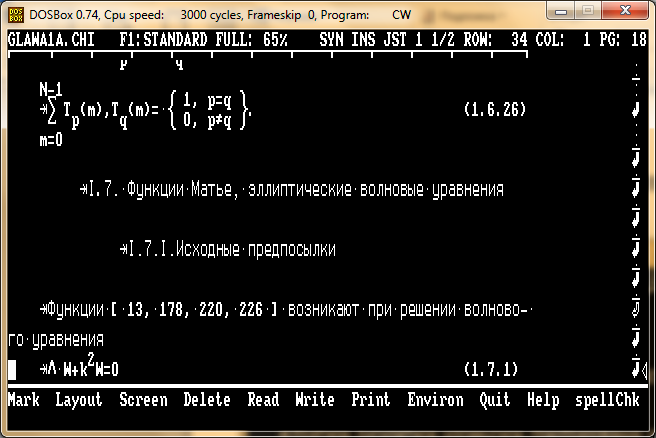 DOSBox 0.74, Cpu speed: 3000 cycles, Frameskip 0, Program: CW
GLAWA1A.CHI F1:STANDARD FULL: 65% SYN INS JST 1 1/2 ROW: 34 COL: 1 PG: 18
p q
N-1
∑ Tp(m),Tq(m)=·{ 1, p=q
0, p≠q }. (1.6.26)
m=0
I.7.·Функции·Матье,·эллиптические·волновые·уравнения
I.7.I.Исходные·предпосылки
Функции·[·13,·178,·220,·226·]·возникают·при·решении·волново-·
го·уравнения
Λ·W+k²W=0 (1.7.1)
Mark Layout Screen Delete Read Write Print Environ Quit Help spellChk